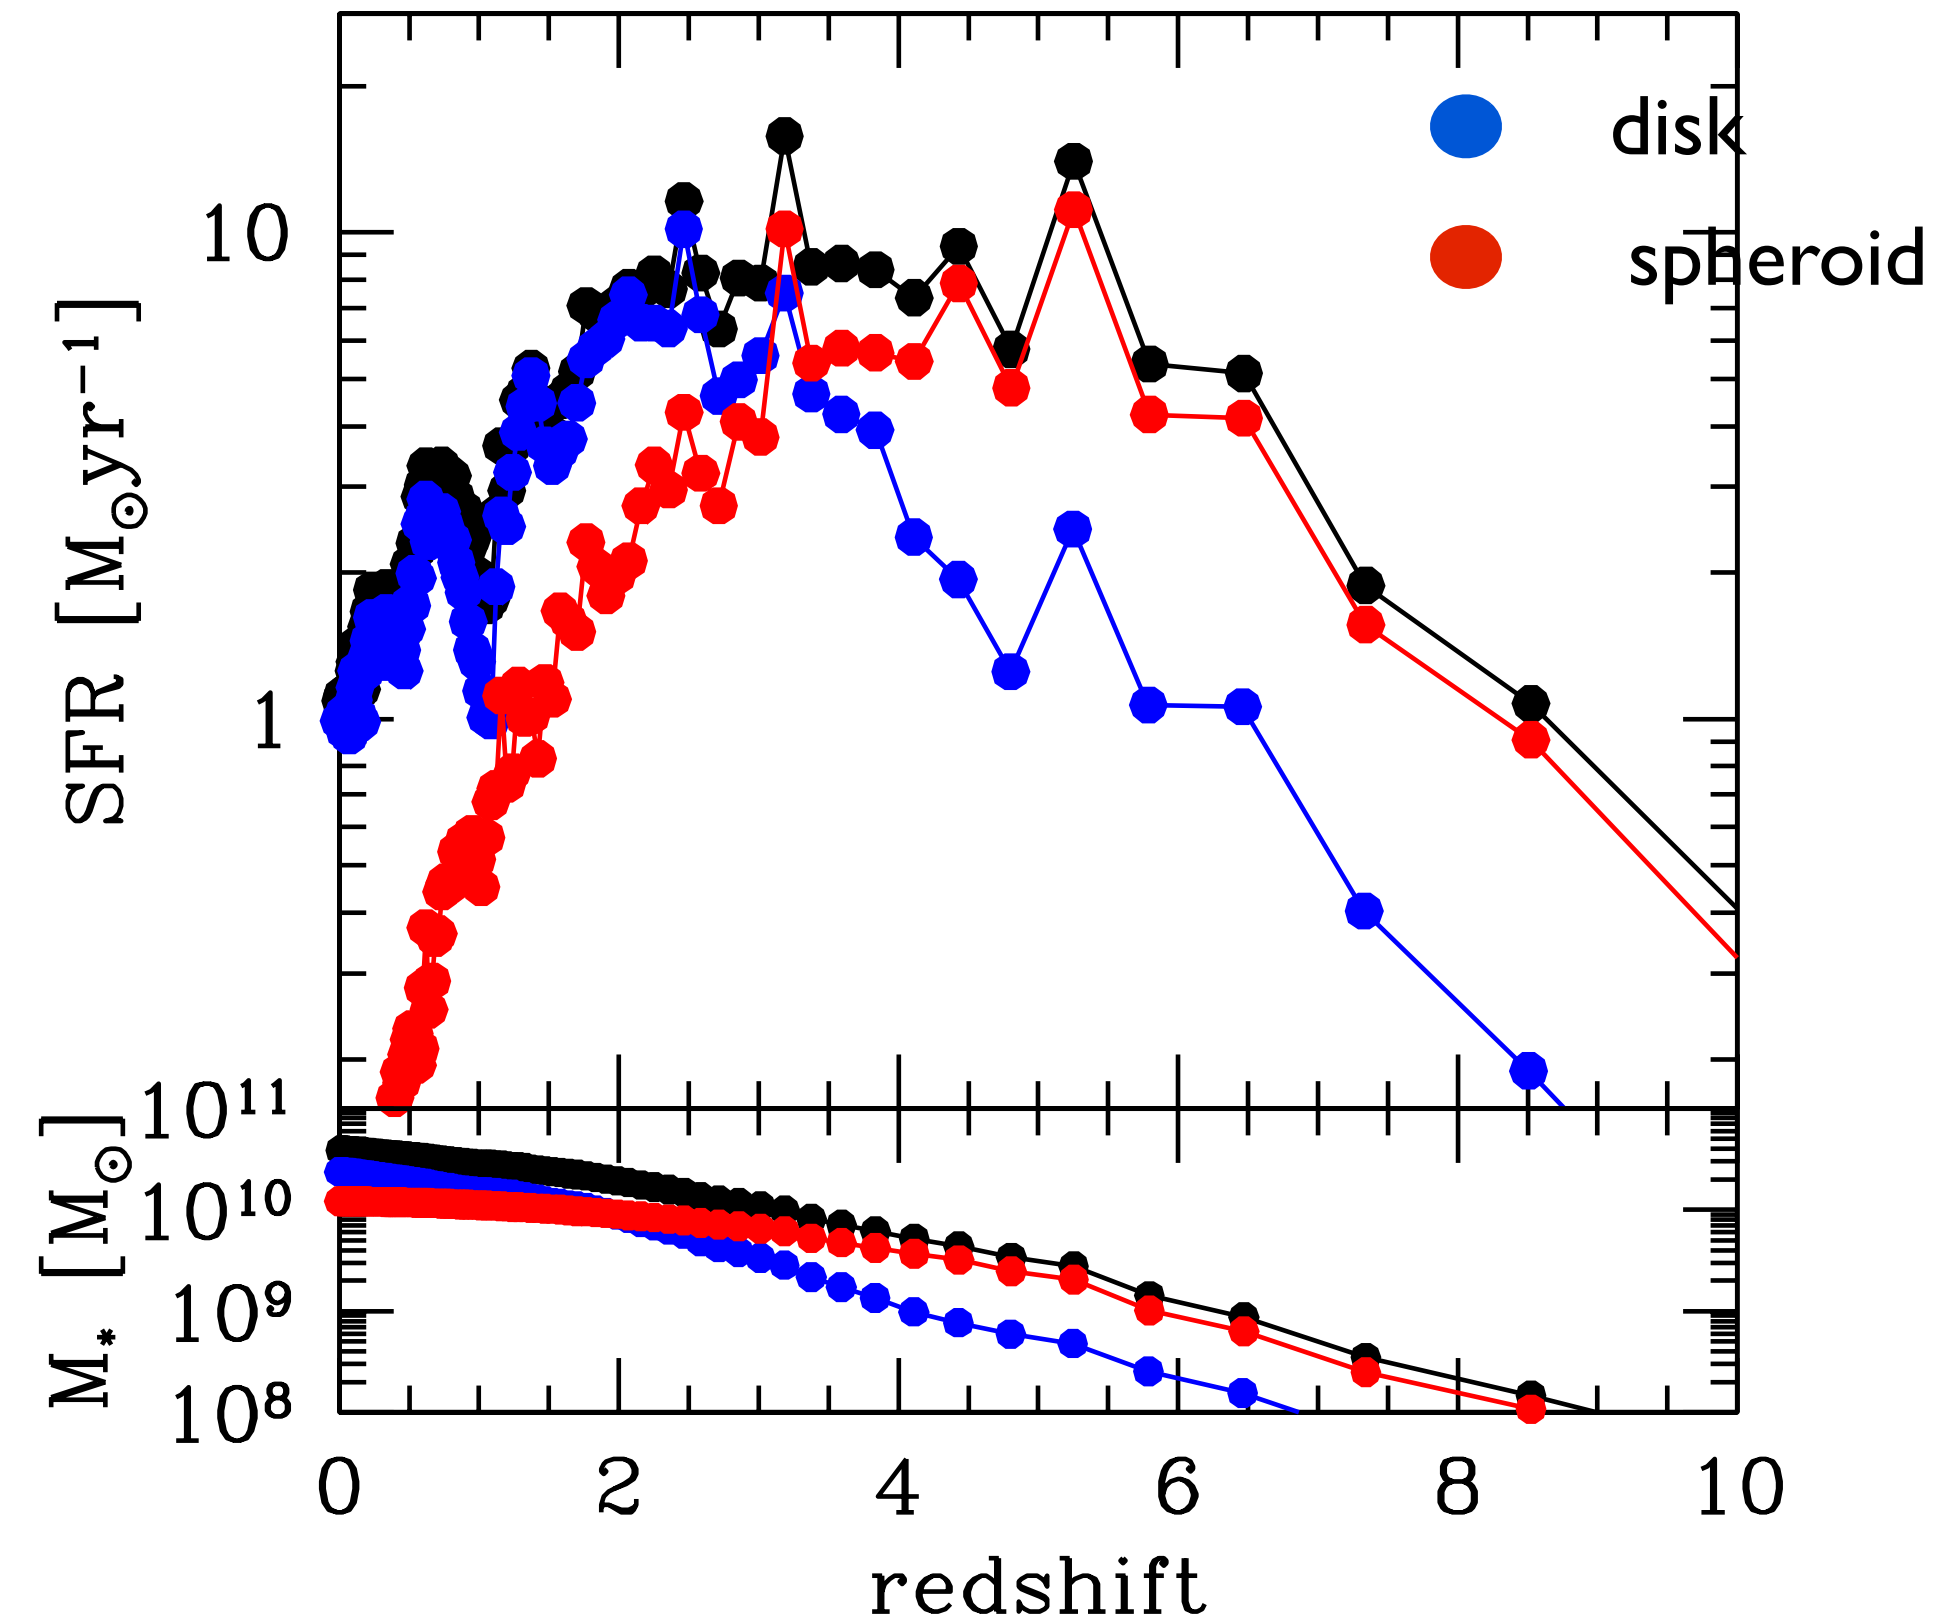 disk
spheroid
10
1
SFR [M⊙yr⁻¹]
10¹¹
10¹⁰
10⁹
10⁸
M* [M⊙]
0 2 4 6 8 10
redshift